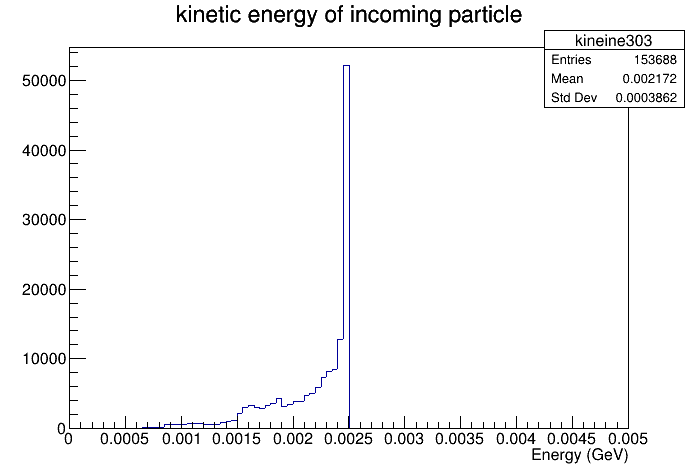 kinetic energy of incoming particle
kineine303
Entries 153688
Mean 0.002172
Std Dev 0.0003862
50000
40000
30000
20000
10000
0
0 0.0005 0.001 0.0015 0.002 0.0025 0.003 0.0035 0.004 0.0045 0.005
Energy (GeV)